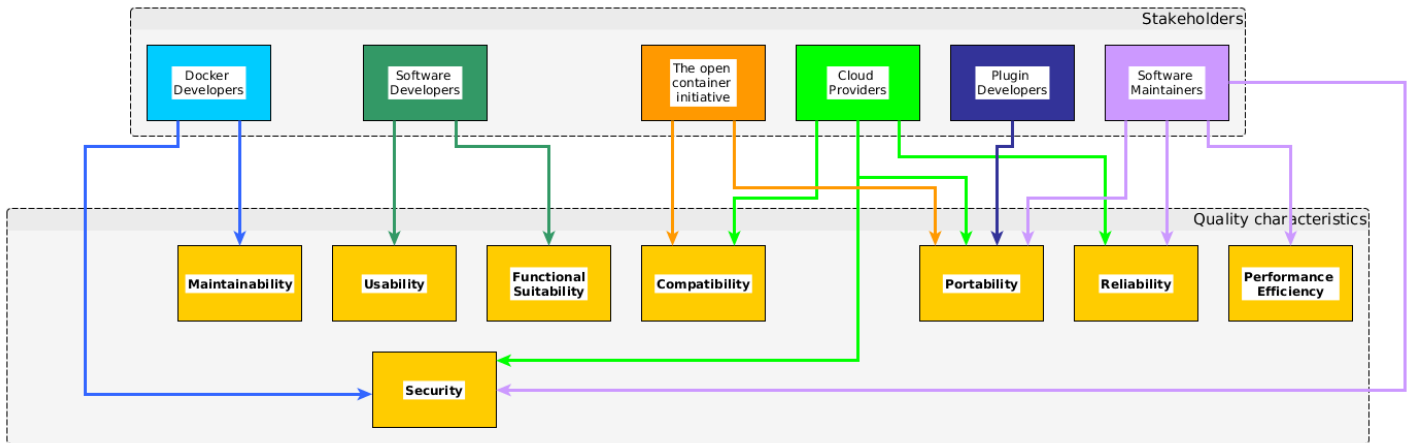 Stakeholders
Docker
Developers
Software
Developers
The open
container
initiative
Cloud
Providers
Plugin
Developers
Software
Maintainers
Quality characteristics
Maintainability
Usability
Functional
Suitability
Compatibility
Portability
Reliability
Performance
Efficiency
Security